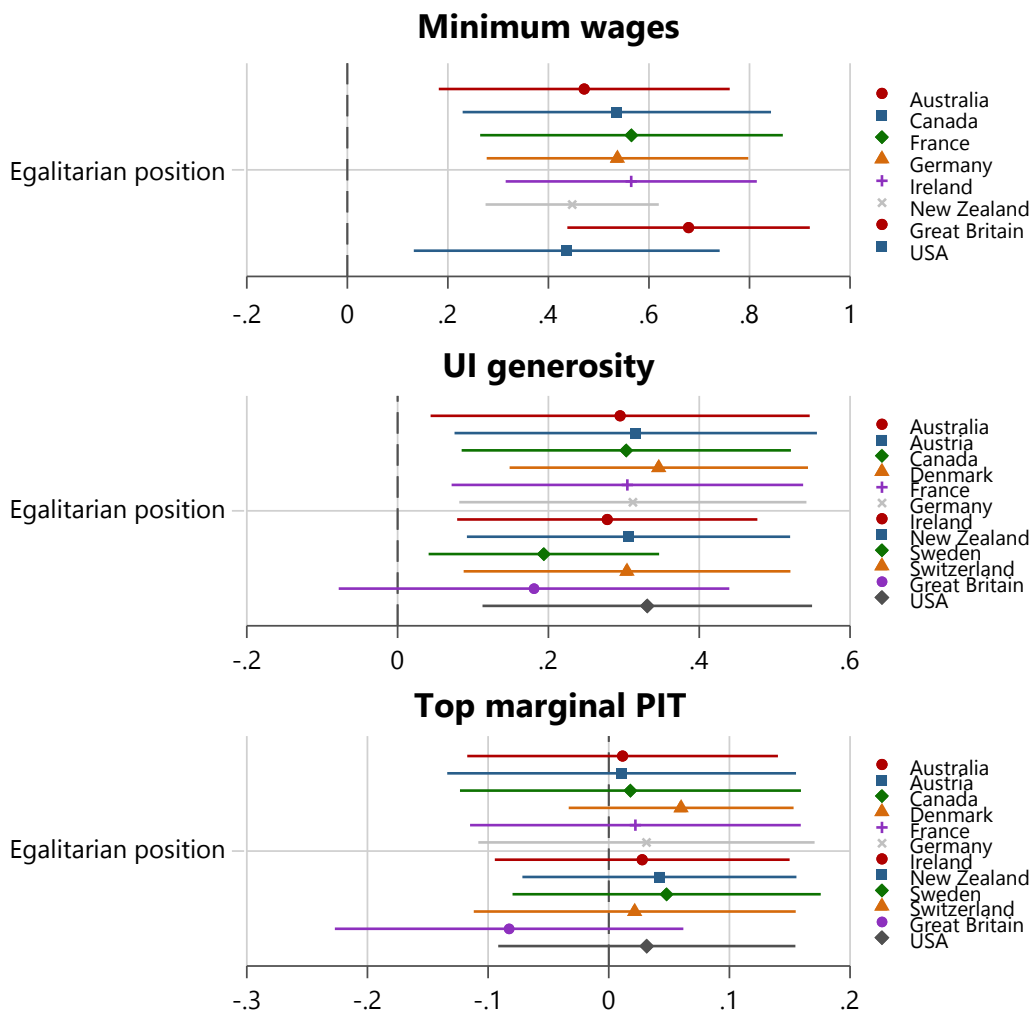 Minimum wages
Egalitarian position
Australia
Canada
France
Germany
Ireland
New Zealand
Great Britain
USA
-.2 0 .2 .4 .6 .8 1
UI generosity
Egalitarian position
Australia
Austria
Canada
Denmark
France
Germany
Ireland
New Zealand
Sweden
Switzerland
Great Britain
USA
-.2 0 .2 .4 .6
Top marginal PIT
Egalitarian position
Australia
Austria
Canada
Denmark
France
Germany
Ireland
New Zealand
Sweden
Switzerland
Great Britain
USA
-.3 -.2 -.1 0 .1 .2